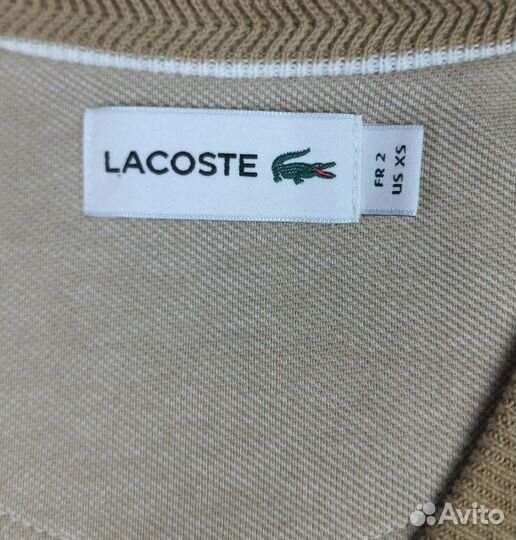 LACOSTE
FR 2
US XS
Avito